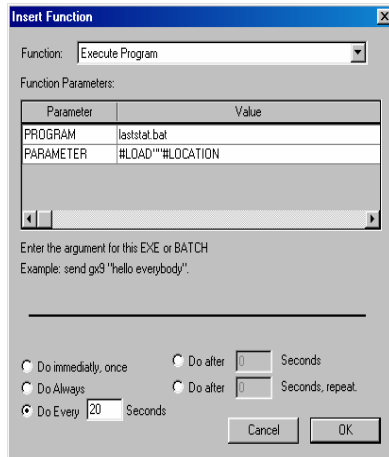 Insert Function
Function: Execute Program
Function Parameters:
Parameter Value
PROGRAM laststat.bat
PARAMETER #LOAD""#LOCATION
Enter the argument for this EXE or BATCH
Example: send gx9 "hello everybody".
Do immediatly, once Do after 0 Seconds
Do Always Do after 0 Seconds, repeat.
Do Every 20 Seconds
Cancel OK